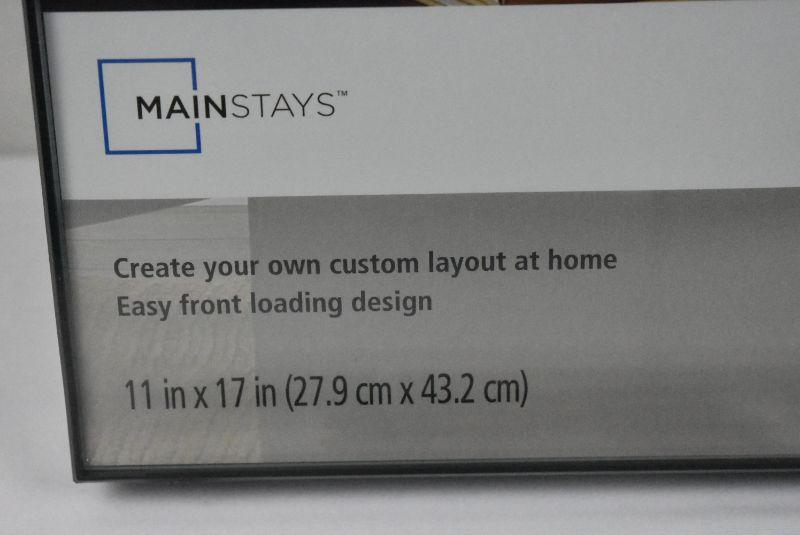 MAINSTAYS™
Create your own custom layout at home
Easy front loading design
11 in x 17 in (27.9 cm x 43.2 cm)